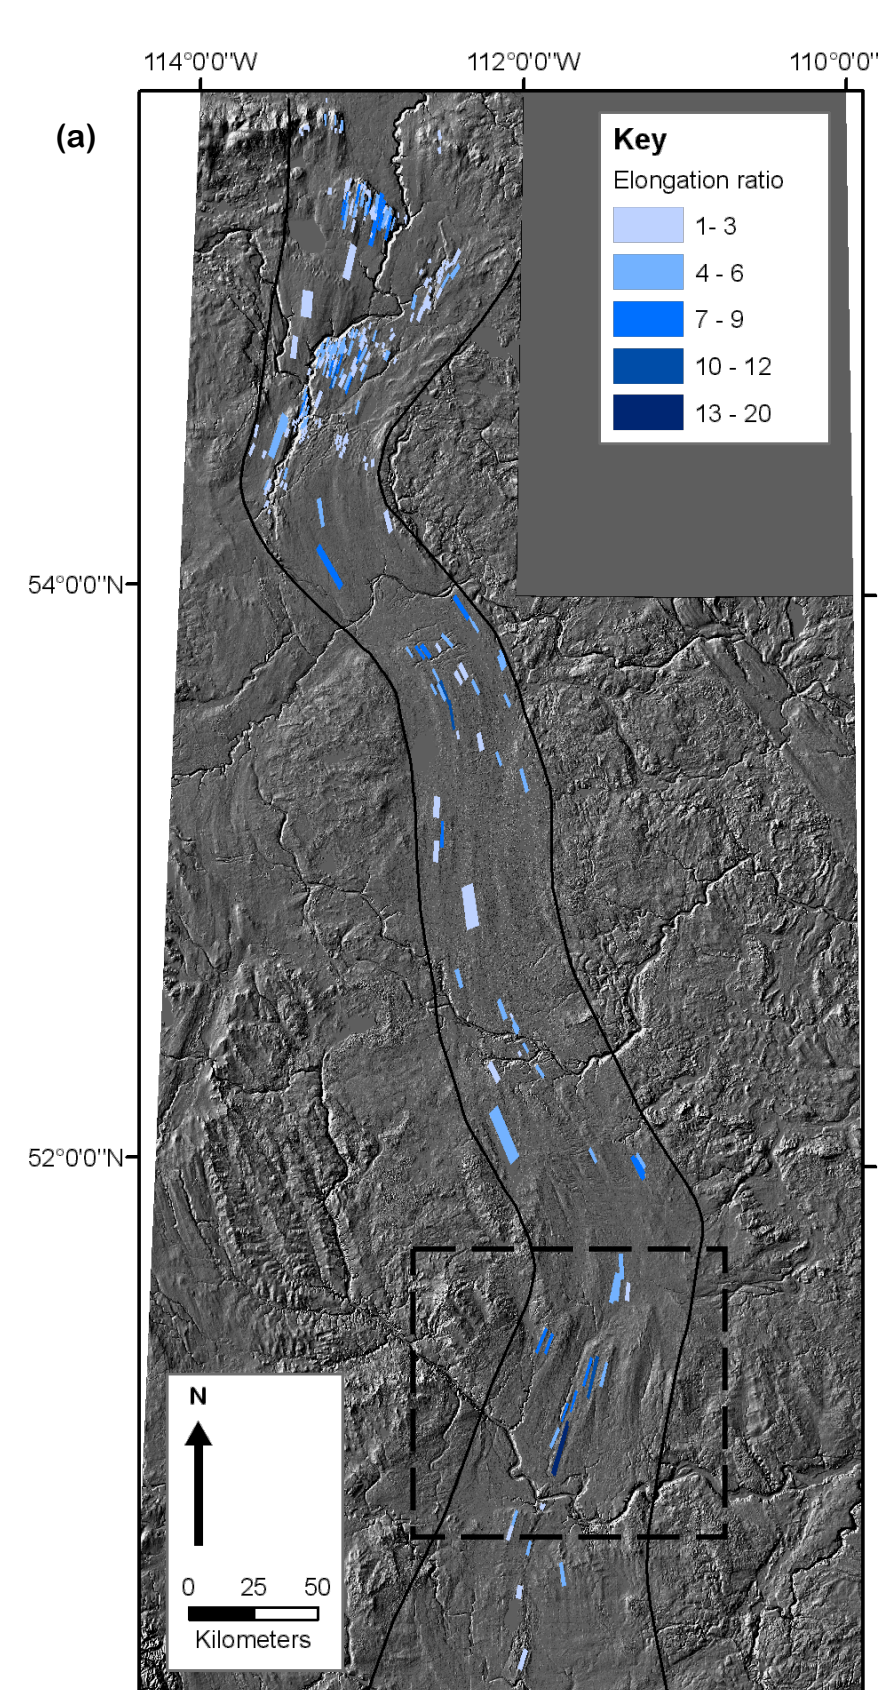 114°0'0"W
112°0'0"W
110°0'0"
(a)
Key
Elongation ratio
1- 3
4 - 6
7 - 9
10 - 12
13 - 20
54°0'0"N
52°0'0"N
N
0 25 50
Kilometers